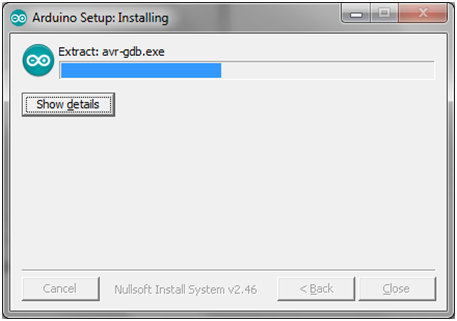 Arduino Setup: Installing
Extract: avr-gdb.exe
Show details
Cancel
Nullsoft Install System v2.46
< Back
Close